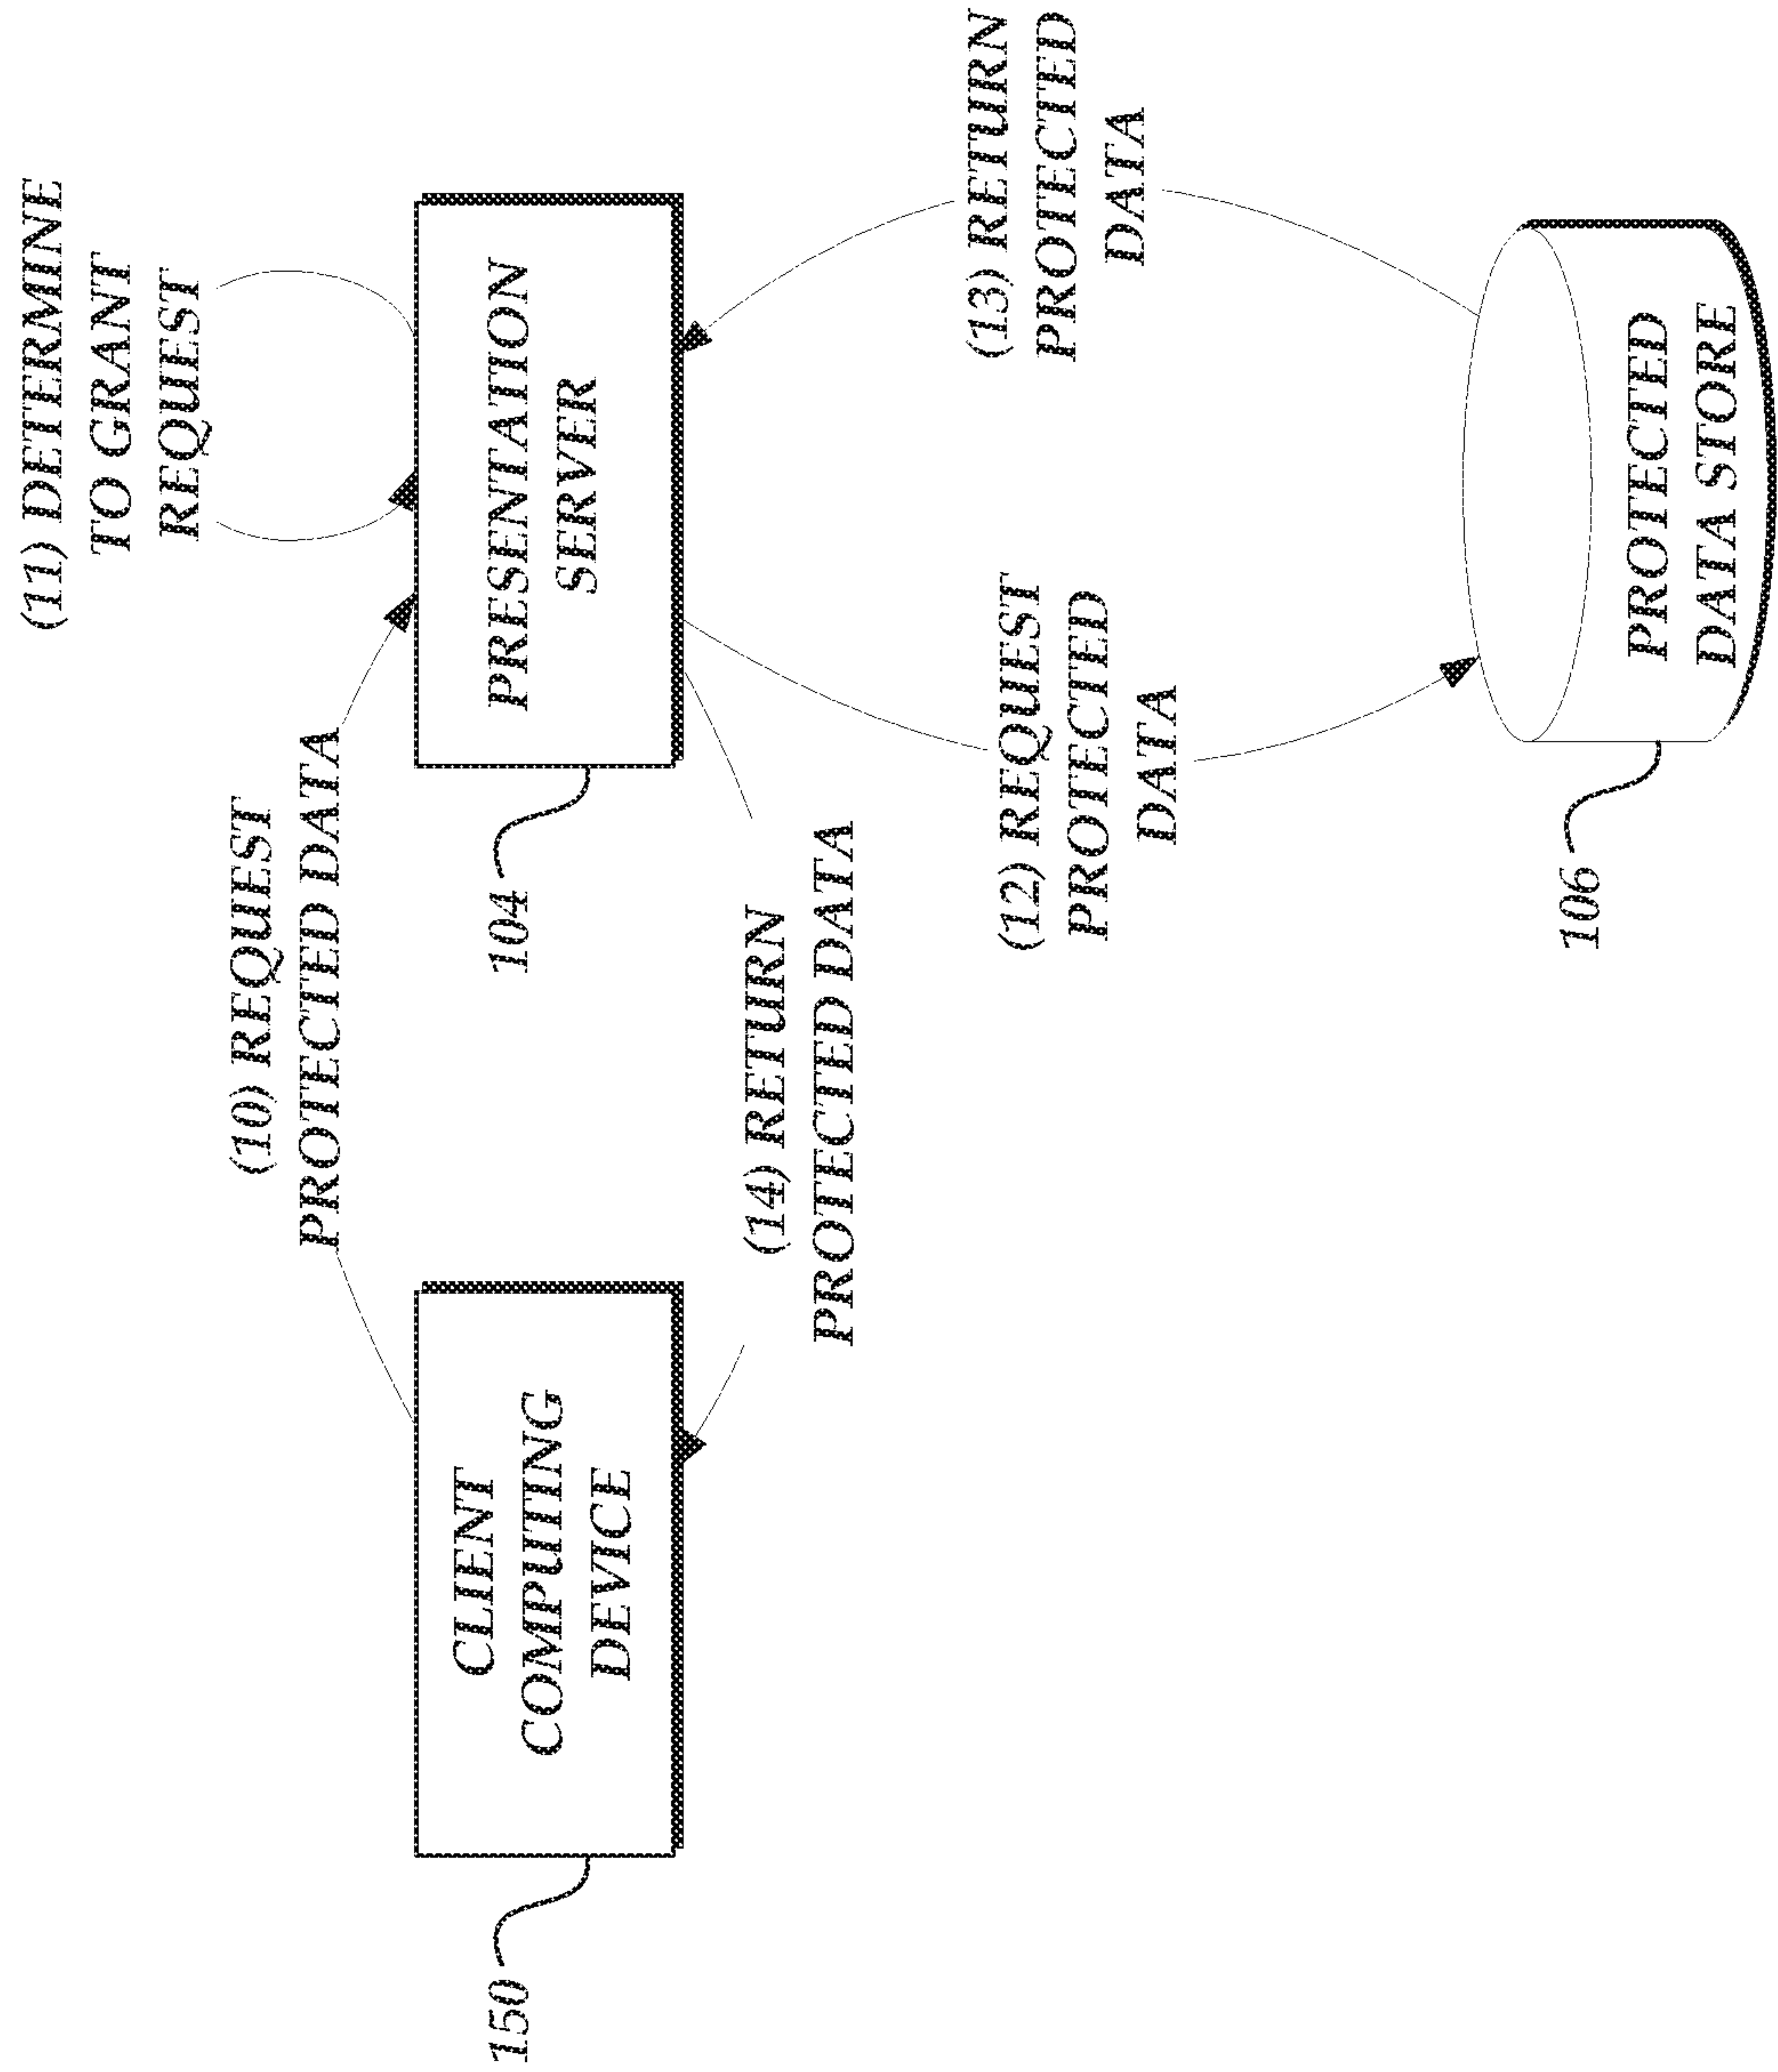 (11) DETERMINE
TO GRANT
REQUEST
(10) REQUEST
PROTECTED DATA
CLIENT
COMPUTING
DEVICE
150
PRESENTATION
SERVER
104
(14) RETURN
PROTECTED DATA
(12) REQUEST
PROTECTED
DATA
(13) RETURN
PROTECTED
DATA
PROTECTED
DATA STORE
106